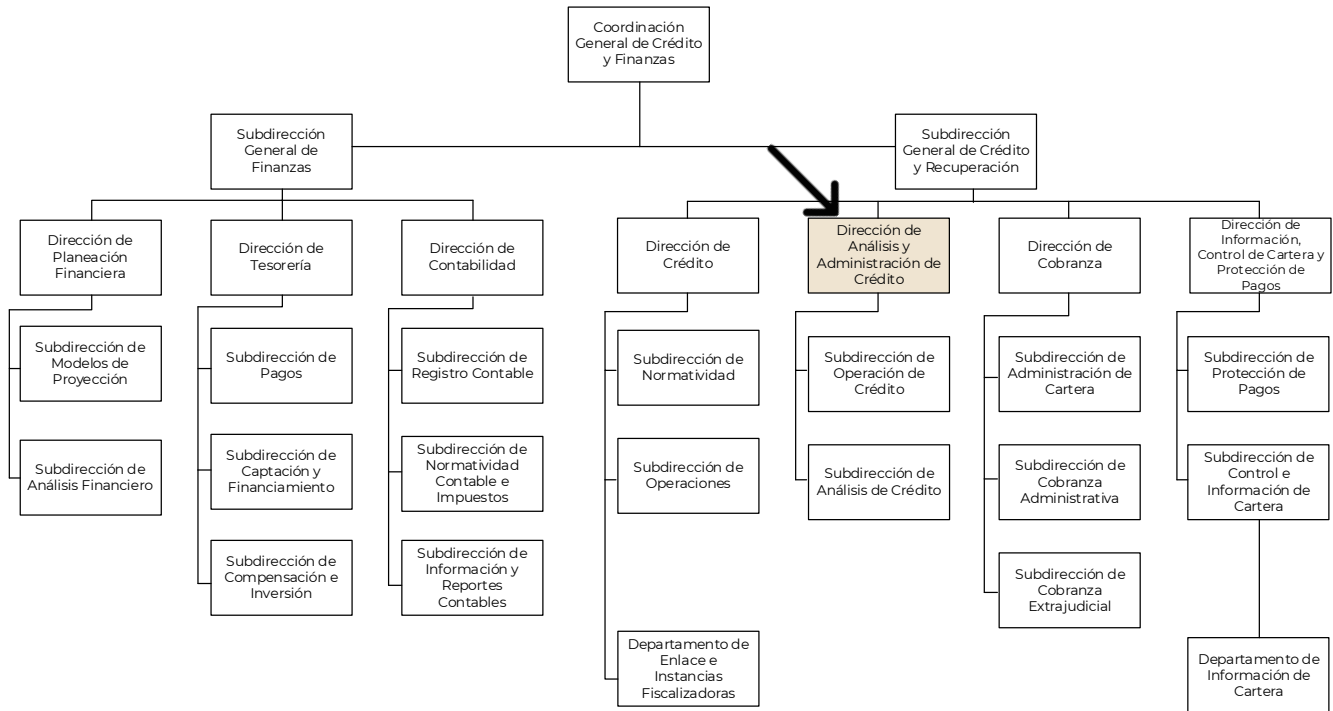 Coordinación
General de Crédito
y Finanzas
Subdirección
General de
Finanzas
Subdirección
General de Crédito
y Recuperación
Dirección de
Planeación
Financiera
Dirección de
Tesorería
Dirección de
Contabilidad
Dirección de
Crédito
Dirección de
Análisis y
Administración de
Crédito
Dirección de
Cobranza
Dirección de
Información,
Control de Cartera y
Protección de
Pagos
Subdirección de
Modelos de
Proyección
Subdirección de
Pagos
Subdirección de
Registro Contable
Subdirección de
Normatividad
Subdirección de
Operación de
Crédito
Subdirección de
Administración de
Cartera
Subdirección de
Protección de
Pagos
Subdirección de
Análisis Financiero
Subdirección de
Captación y
Financiamiento
Subdirección de
Normatividad
Contable e
Impuestos
Subdirección de
Operaciones
Subdirección de
Análisis de Crédito
Subdirección de
Cobranza
Administrativa
Subdirección de
Control e
Información de
Cartera
Subdirección de
Compensación e
Inversión
Subdirección de
Información y
Reportes
Contables
Subdirección de
Cobranza
Extrajudicial
Departamento de
Enlace e
Instancias
Fiscalizadoras
Departamento de
Información de
Cartera